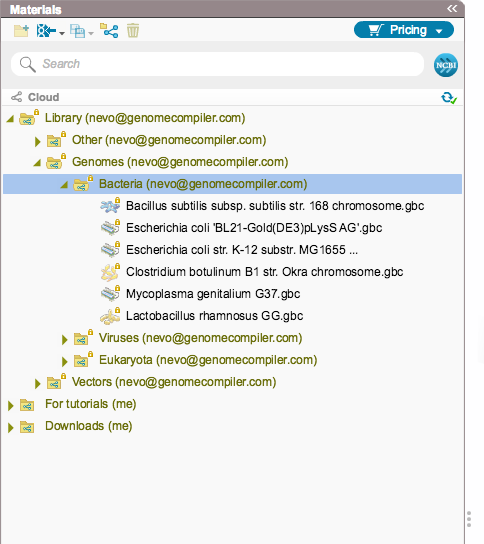 Materials
Pricing
Search
NCBI
Cloud
Library (nevo@genomecompiler.com)
Other (nevo@genomecompiler.com)
Genomes (nevo@genomecompiler.com)
Bacteria (nevo@genomecompiler.com)
Bacillus subtilis subsp. subtilis str. 168 chromosome.gbc
Escherichia coli 'BL21-Gold(DE3)pLysS AG'.gbc
Escherichia coli str. K-12 substr. MG1655 ...
Clostridium botulinum B1 str. Okra chromosome.gbc
Mycoplasma genitalium G37.gbc
Lactobacillus rhamnosus GG.gbc
Viruses (nevo@genomecompiler.com)
Eukaryota (nevo@genomecompiler.com)
Vectors (nevo@genomecompiler.com)
For tutorials (me)
Downloads (me)